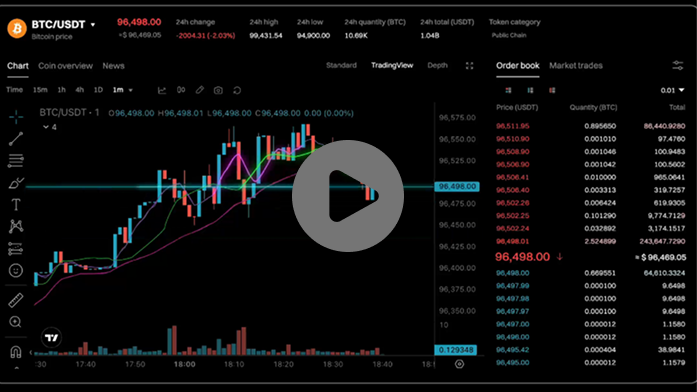 BTC/USDT
Bitcoin price
96,498.00
≈$ 96,469.05
24h change
-2004.31 (-2.03%)
24h high
99,431.54
24h low
94,900.00
24h quantity (BTC)
10.69K
24h total (USDT)
1.04B
Token category
Public Chain
Chart Coin overview News
Standard TradingView Depth
Order book Market trades
Time 15m 1h 4h 1D 1m
0.01
BTC/USDT - 1 O96,498.00 H96,498.01 L96,498.00 C96,498.00 0.00 (0.00%)
4
96,575.00
96,550.00
96,525.00
96,498.00
96,450.00
96,425.00
96,400.00
96,375.00
96,350.00
10
0.129348
:30 17:40 17:50 18:00 18:10 18:20 18:30 18:40 18:5
Price (USDT) Quantity (BTC) Total
96,511.95 0.895650 86,440.9280
96,510.90 0.001010 97.4760
96,508.90 0.001046 100.9483
96,506.90 0.001042 100.5602
96,506.41 0.010000 965.0641
96,506.40 0.003313 319.7257
96,502.26 0.006424 619.9305
96,502.25 0.101290 9,774.7129
96,502.24 0.032892 3,174.1517
96,498.01 2.524899 243,647.7290
96,498.00 ↓ ≈ $ 96,469.05
96,498.00 0.669551 64,610.3324
96,497.99 0.000100 9.6498
96,497.98 0.000100 9.6498
96,497.97 0.000100 9.6498
96,497.00 0.000012 1.1580
96,496.00 0.000012 1.1580
96,495.42 0.000404 38.9841
96,495.00 0.000012 1.1579